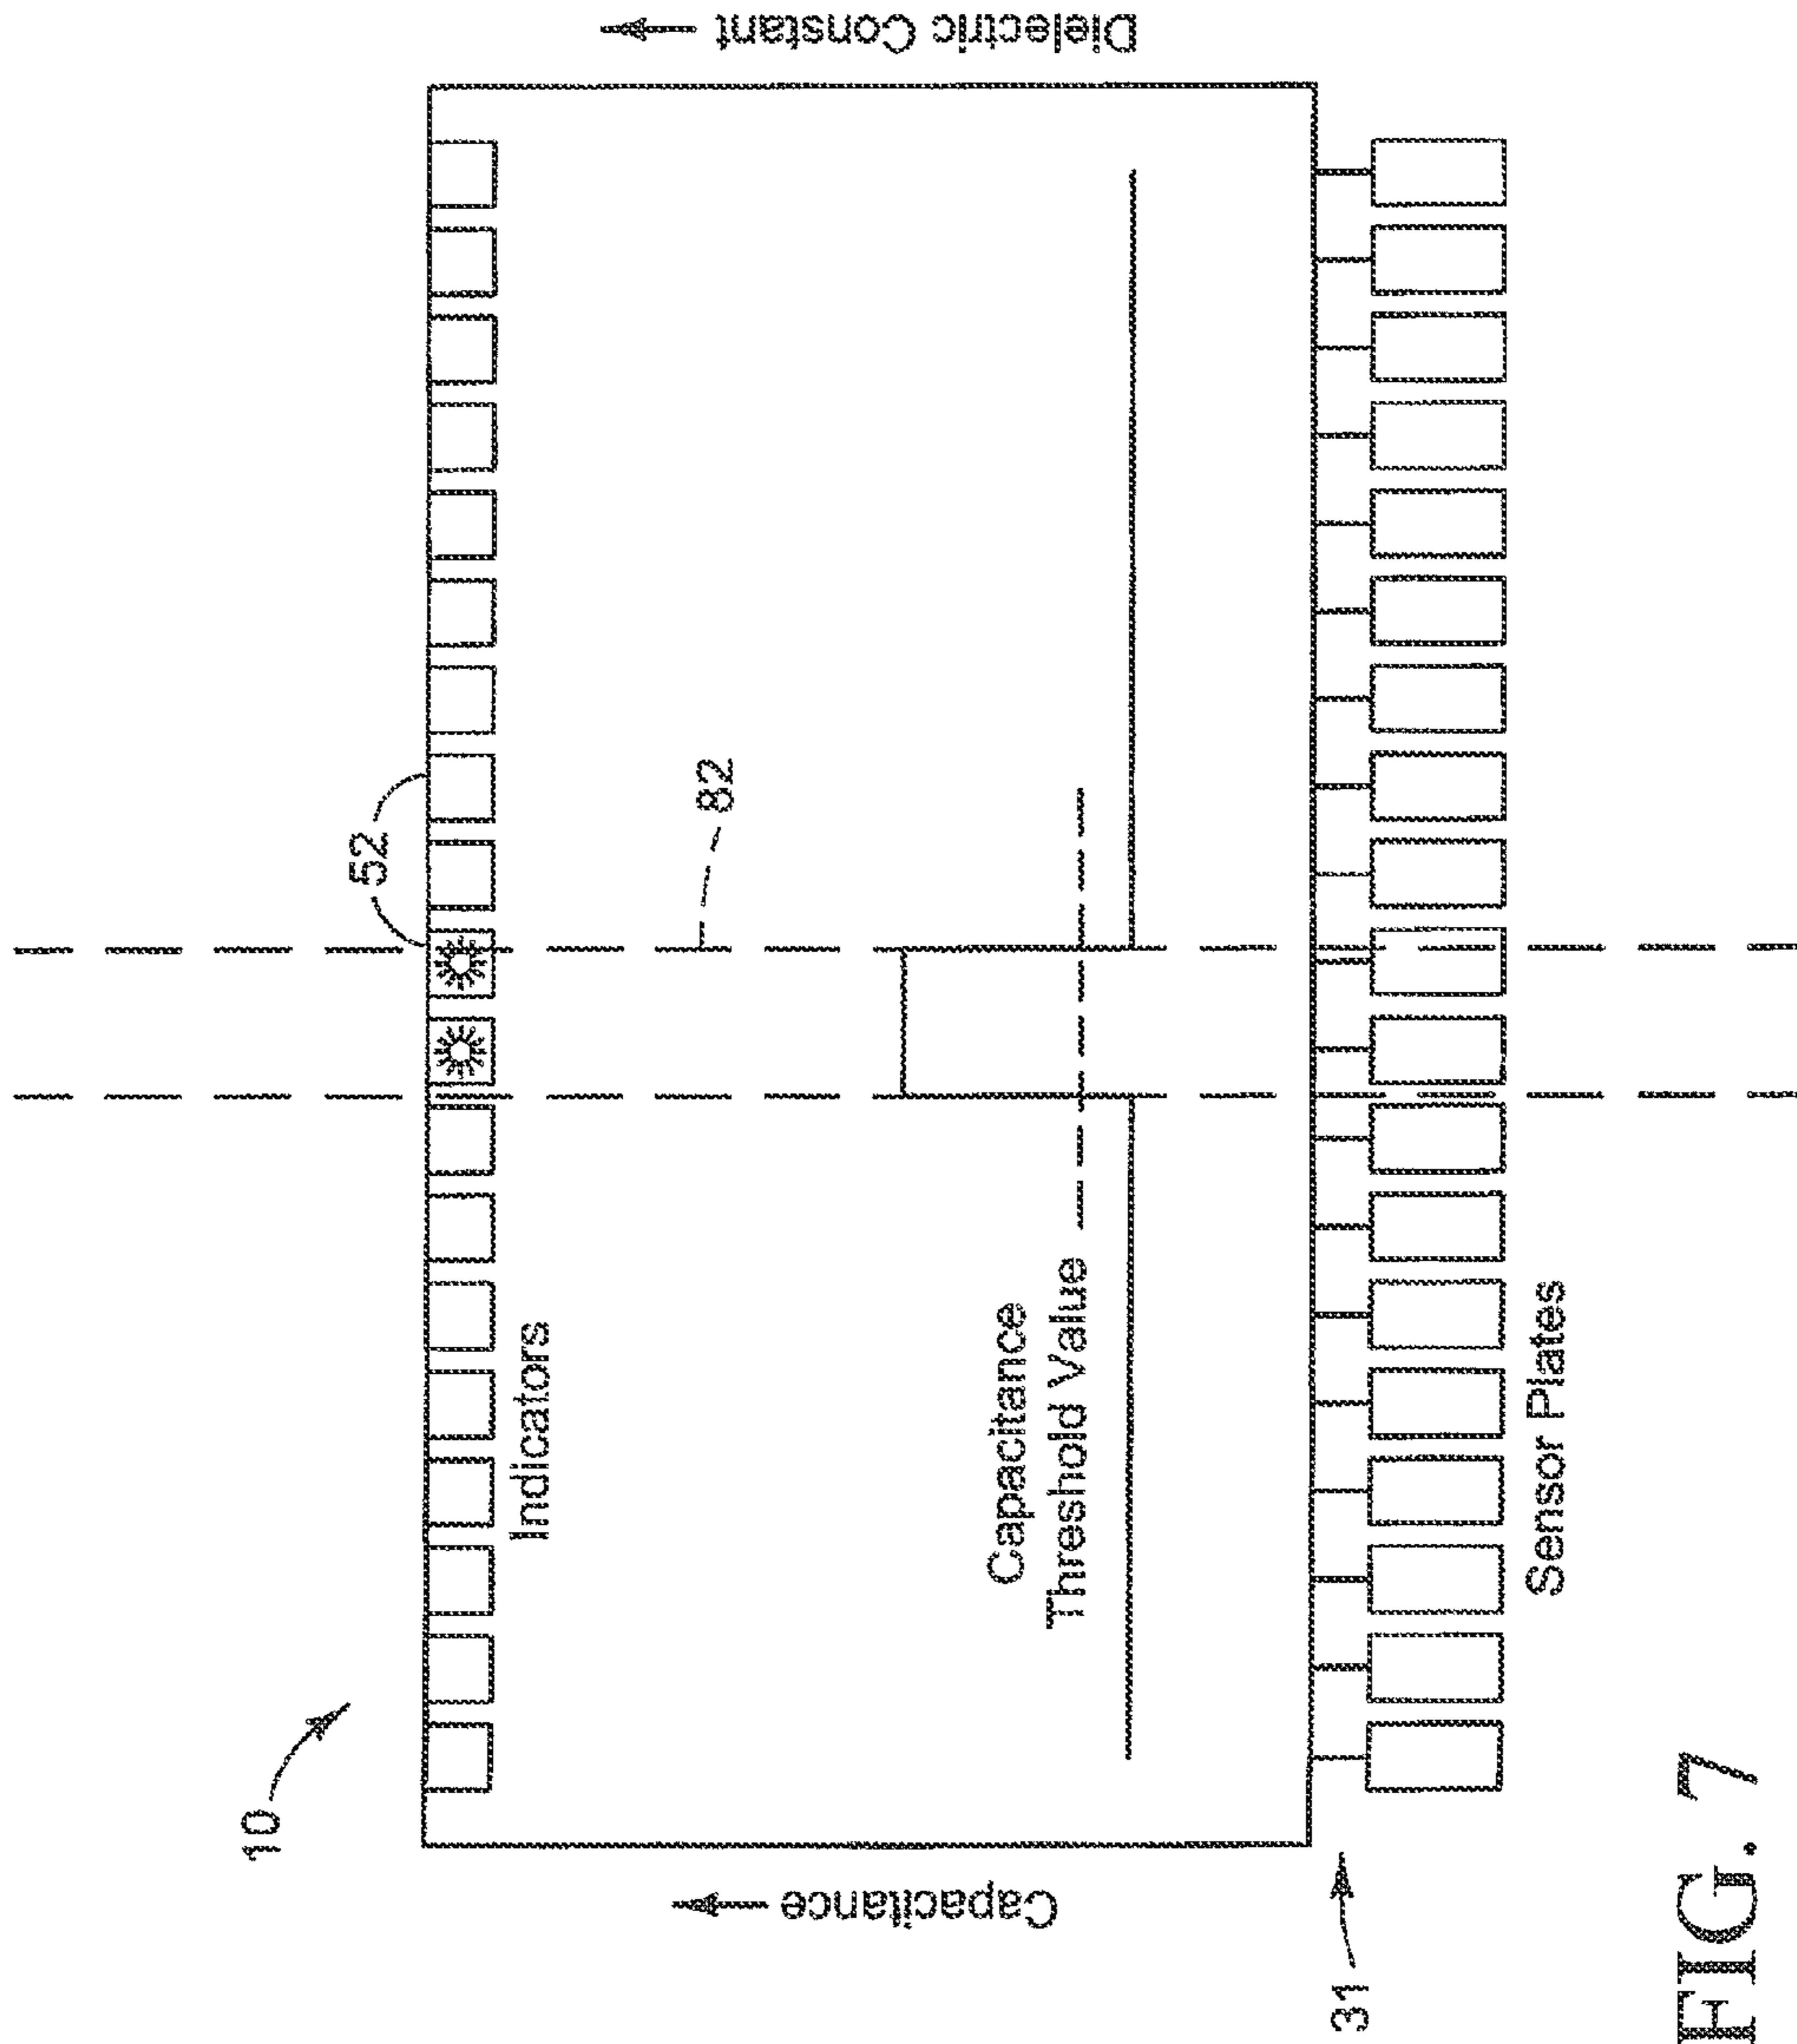 10
52
82
Indicators
Capacitance
Threshold Value
Capacitance
Dielectric Constant
31
Sensor Plates
FIG. 7